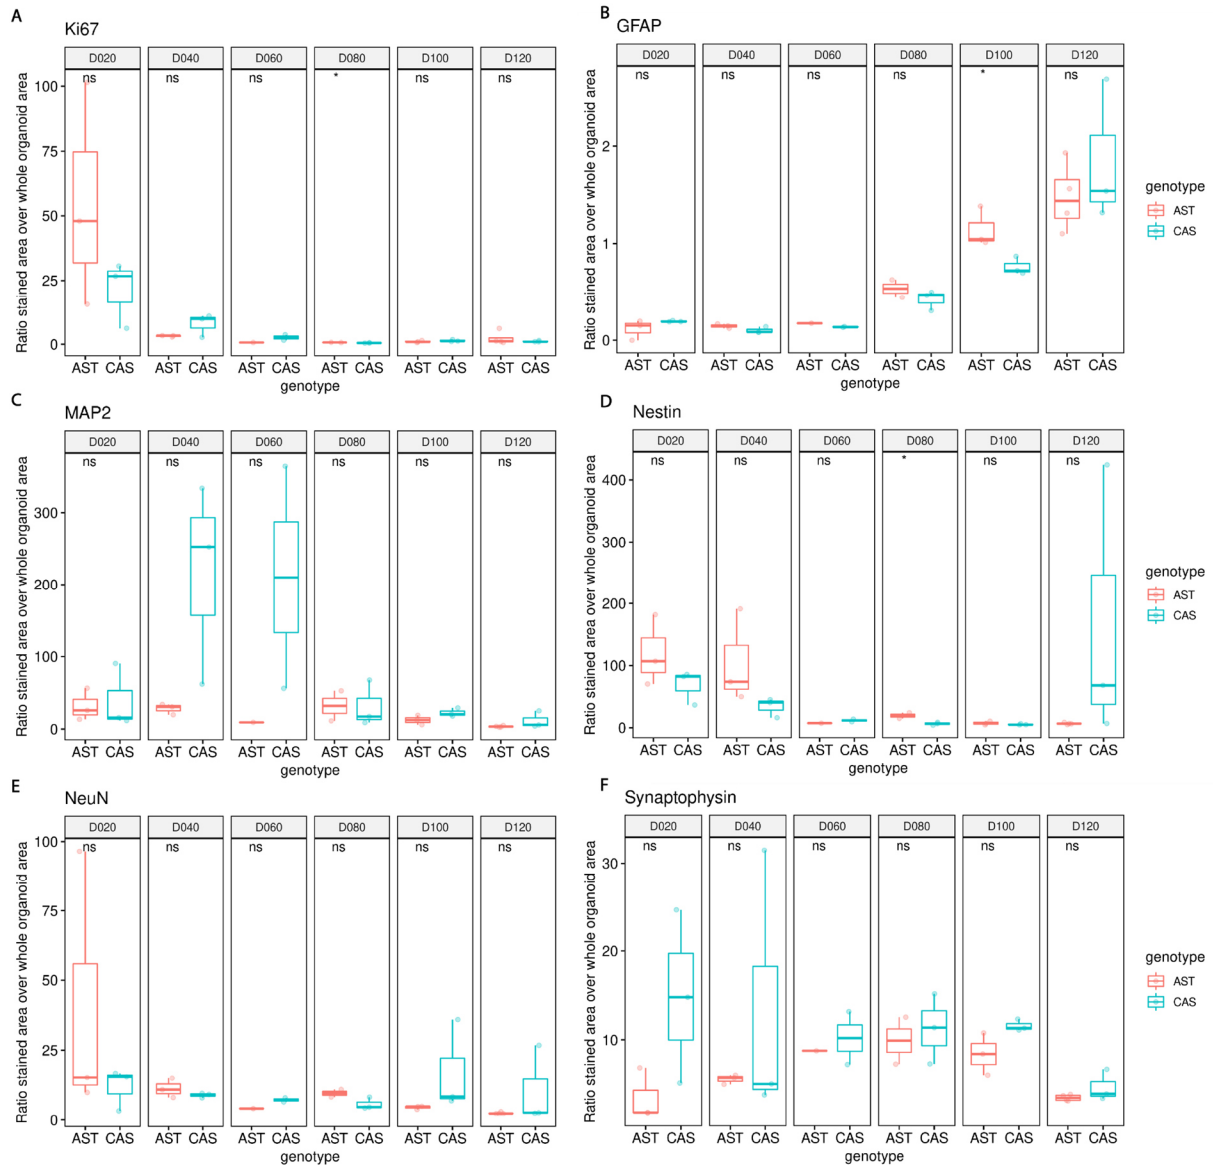 A
Ki67
D020 D040 D060 D080 D100 D120
ns ns ns * ns ns
Ratio stained area over whole organoid area
100
75
50
25
0
AST CAS AST CAS AST CAS AST CAS AST CAS AST CAS
genotype
B
GFAP
D020 D040 D060 D080 D100 D120
ns ns ns ns * ns
Ratio stained area over whole organoid area
2
1
0
AST CAS AST CAS AST CAS AST CAS AST CAS AST CAS
genotype
genotype
AST
CAS
C
MAP2
D020 D040 D060 D080 D100 D120
ns ns ns ns ns ns
Ratio stained area over whole organoid area
300
200
100
0
AST CAS AST CAS AST CAS AST CAS AST CAS AST CAS
genotype
D
Nestin
D020 D040 D060 D080 D100 D120
ns ns ns * ns ns
Ratio stained area over whole organoid area
400
300
200
100
0
AST CAS AST CAS AST CAS AST CAS AST CAS AST CAS
genotype
genotype
AST
CAS
E
NeuN
D020 D040 D060 D080 D100 D120
ns ns ns ns ns ns
Ratio stained area over whole organoid area
100
75
50
25
0
AST CAS AST CAS AST CAS AST CAS AST CAS AST CAS
genotype
F
Synaptophysin
D020 D040 D060 D080 D100 D120
ns ns ns ns ns ns
Ratio stained area over whole organoid area
30
20
10
AST CAS AST CAS AST CAS AST CAS AST CAS AST CAS
genotype
genotype
AST
CAS